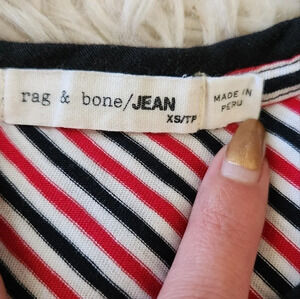 rag & bone/JEAN
XS/TP
MADE IN
PERU